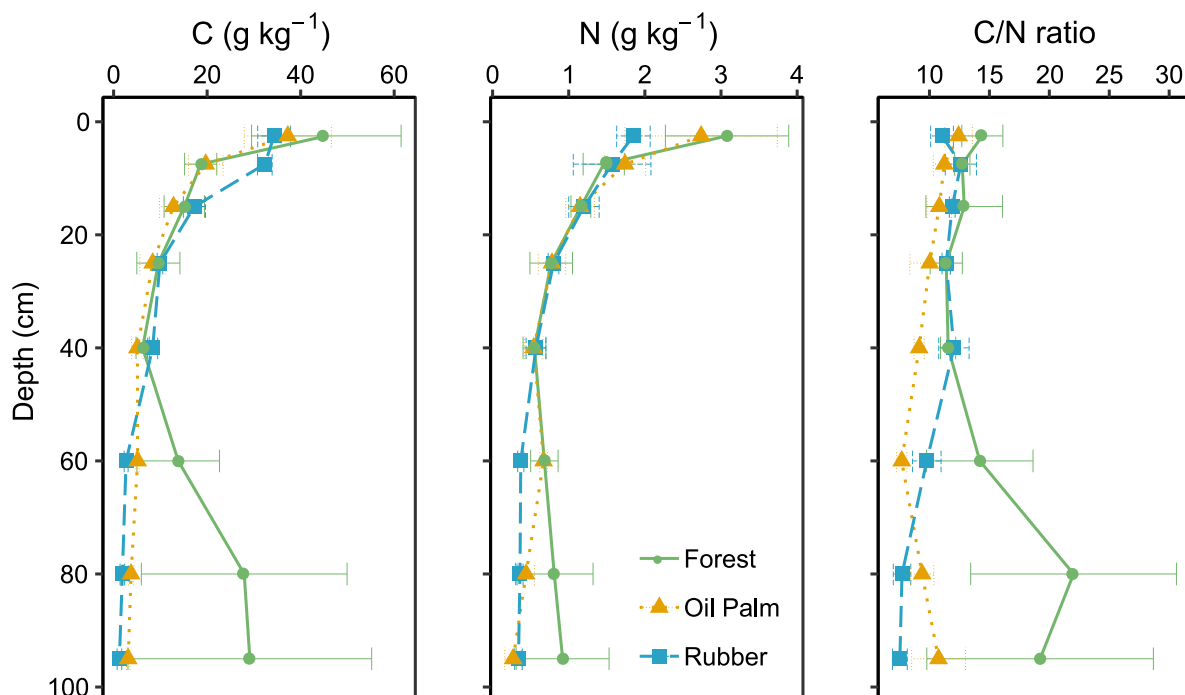 C (g kg⁻¹) N (g kg⁻¹) C/N ratio
0 20 40 60 0 1 2 3 4 10 15 20 25 30
0
20
40
60
80
100
Depth (cm)
Forest
Oil Palm
Rubber